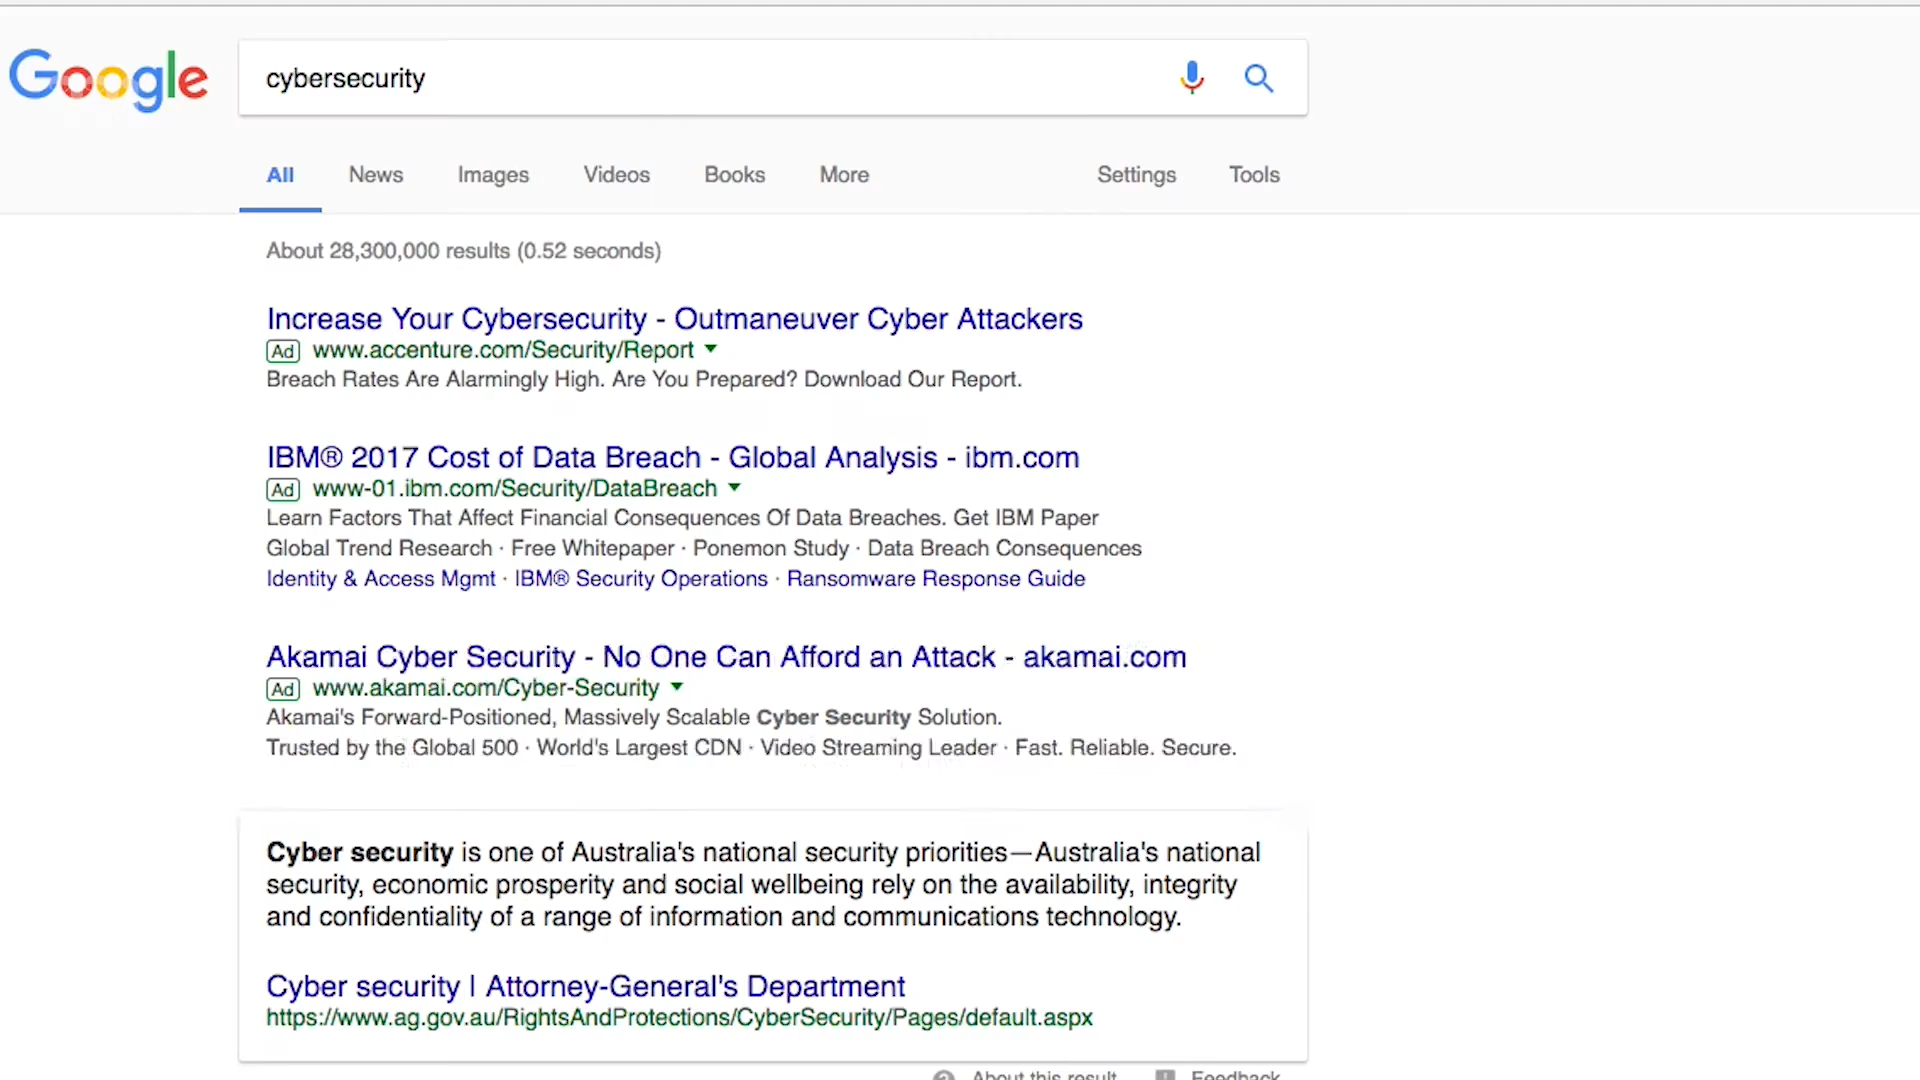 Google
cybersecurity
All News Images Videos Books More Settings Tools
About 28,300,000 results (0.52 seconds)
Increase Your Cybersecurity - Outmaneuver Cyber Attackers
Ad www.accenture.com/Security/Report
Breach Rates Are Alarmingly High. Are You Prepared? Download Our Report.
IBM® 2017 Cost of Data Breach - Global Analysis - ibm.com
Ad www-01.ibm.com/Security/DataBreach
Learn Factors That Affect Financial Consequences Of Data Breaches. Get IBM Paper
Global Trend Research · Free Whitepaper · Ponemon Study · Data Breach Consequences
Identity & Access Mgmt · IBM® Security Operations · Ransomware Response Guide
Akamai Cyber Security - No One Can Afford an Attack - akamai.com
Ad www.akamai.com/Cyber-Security
Akamai's Forward-Positioned, Massively Scalable Cyber Security Solution.
Trusted by the Global 500 · World's Largest CDN · Video Streaming Leader · Fast. Reliable. Secure.
Cyber security is one of Australia's national security priorities—Australia's national
security, economic prosperity and social wellbeing rely on the availability, integrity
and confidentiality of a range of information and communications technology.
Cyber security | Attorney-General's Department
https://www.ag.gov.au/RightsAndProtections/CyberSecurity/Pages/default.aspx
About this result Feedback